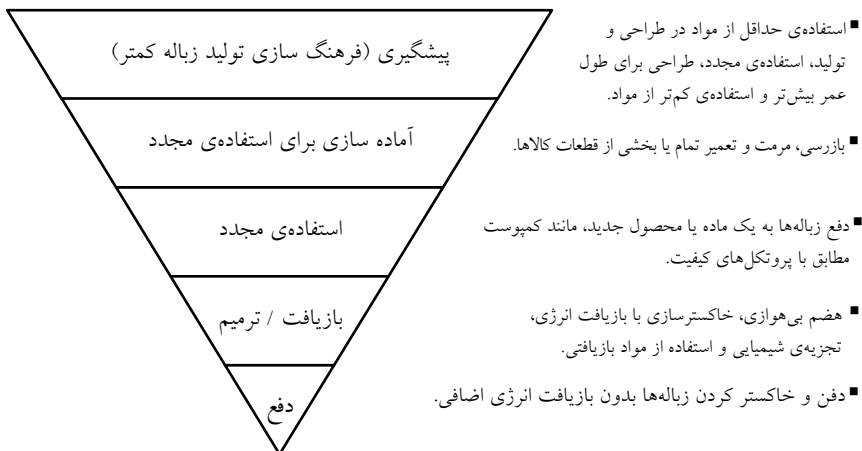 ■ استفاده‌ی حداقل از مواد در طراحی و
تولید، استفاده‌ی مجدد، طراحی برای طول
عمر بیش‌تر و استفاده‌ی کم‌تر از مواد.
پیشگیری (فرهنگ سازی تولید زباله کمتر)
■ بازرسی، مرمت و تعمیر تمام یا بخشی از قطعات کالاها.
آماده سازی برای استفاده‌ی مجدد
■ دفع زباله‌ها به یک ماده یا محصول جدید، مانند کمپوست
مطابق با پروتکل‌های کیفیت.
استفاده‌ی مجدد
■ هضم بی‌هوازی، خاکسترسازی با بازیافت انرژی،
تجزیه‌ی شیمیایی و استفاده از مواد بازیافتی.
بازیافت / ترمیم
■ دفن و خاکستر کردن زباله‌ها بدون بازیافت انرژی اضافی.
دفع